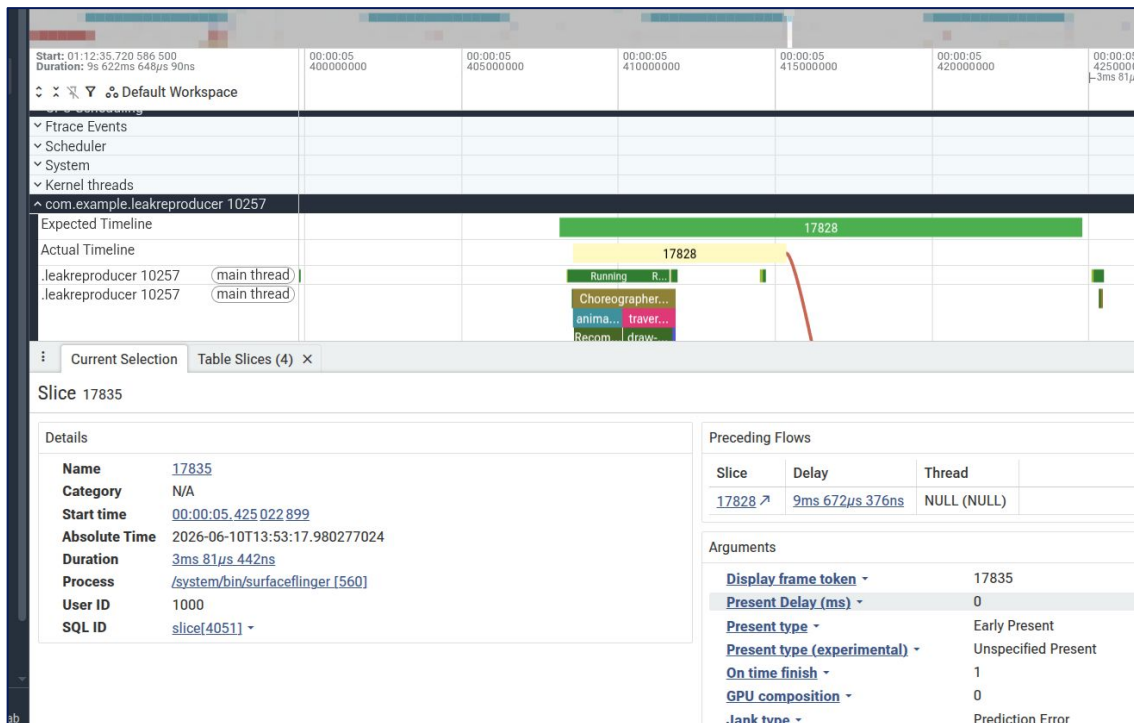 Start: 01:12:35.720 586 500
Duration: 9s 622ms 648µs 90ns
00:00:05 00:00:05 00:00:05 00:00:05 00:00:05 00:00:05
400000000 405000000 410000000 415000000 420000000
3ms 81
Default Workspace
Ftrace Events
Scheduler
System
Kernel threads
com.example.leakreproducer 10257
Expected Timeline 17828
Actual Timeline 17828
.leakreproducer 10257 main thread Running R...
.leakreproducer 10257 main thread Choreographer...
anima... traver...
Recom... draw-...
Current Selection Table Slices (4)
Slice 17835
Details
Name 17835
Category N/A
Start time 00:00:05.425 022 899
Absolute Time 2026-06-10T13:53:17.980277024
Duration 3ms 81µs 442ns
Process /system/bin/surfaceflinger [560]
User ID 1000
SQL ID slice[4051]
Preceding Flows
Slice Delay Thread
17828 9ms 672µs 376ns NULL (NULL)
Arguments
Display frame token 17835
Present Delay (ms) 0
Present type Early Present
Present type (experimental) Unspecified Present
On time finish 1
GPU composition 0
Jank type Prediction Error
ab